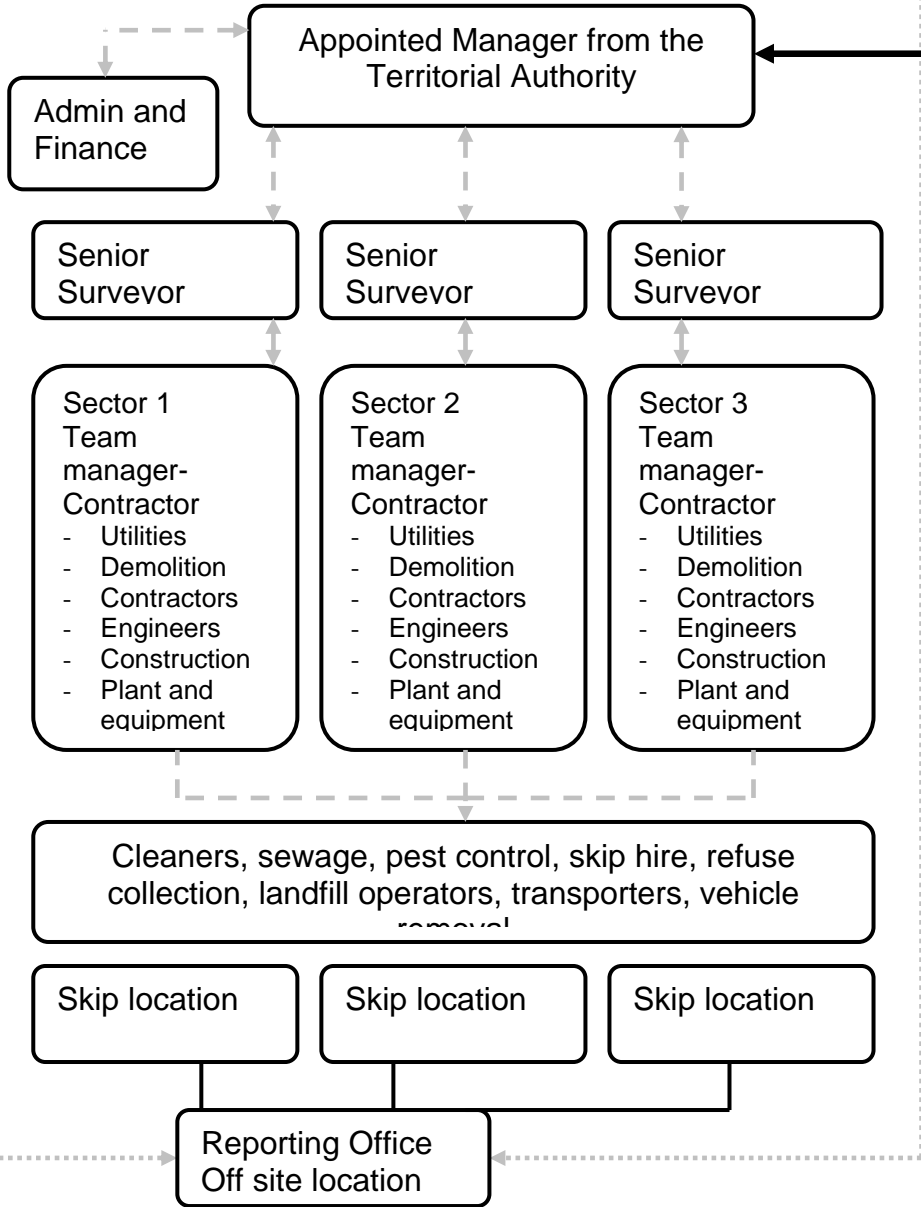 Appointed Manager from the
Territorial Authority
Admin and
Finance
Senior
Surveyor
Senior
Surveyor
Senior
Surveyor
Sector 1
Team
manager-
Contractor
- Utilities
- Demolition
- Contractors
- Engineers
- Construction
- Plant and
equipment
Sector 2
Team
manager-
Contractor
- Utilities
- Demolition
- Contractors
- Engineers
- Construction
- Plant and
equipment
Sector 3
Team
manager-
Contractor
- Utilities
- Demolition
- Contractors
- Engineers
- Construction
- Plant and
equipment
Cleaners, sewage, pest control, skip hire, refuse
collection, landfill operators, transporters, vehicle
removal
Skip location
Skip location
Skip location
Reporting Office
Off site location